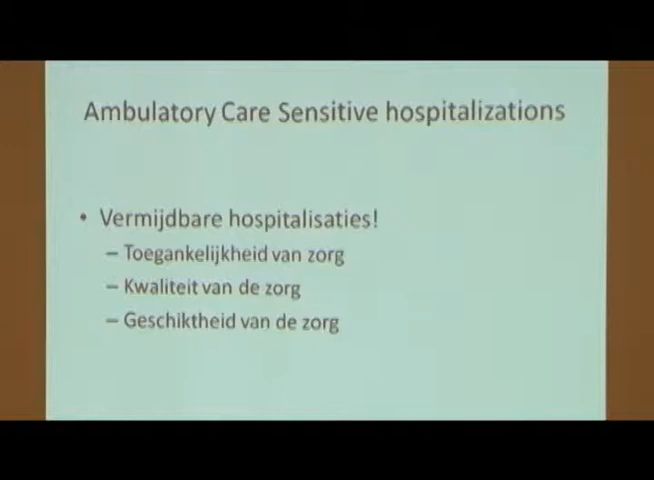 Ambulatory Care Sensitive hospitalizations
• Vermijdbare hospitalisaties!
– Toegankelijkheid van zorg
– Kwaliteit van de zorg
– Geschiktheid van de zorg